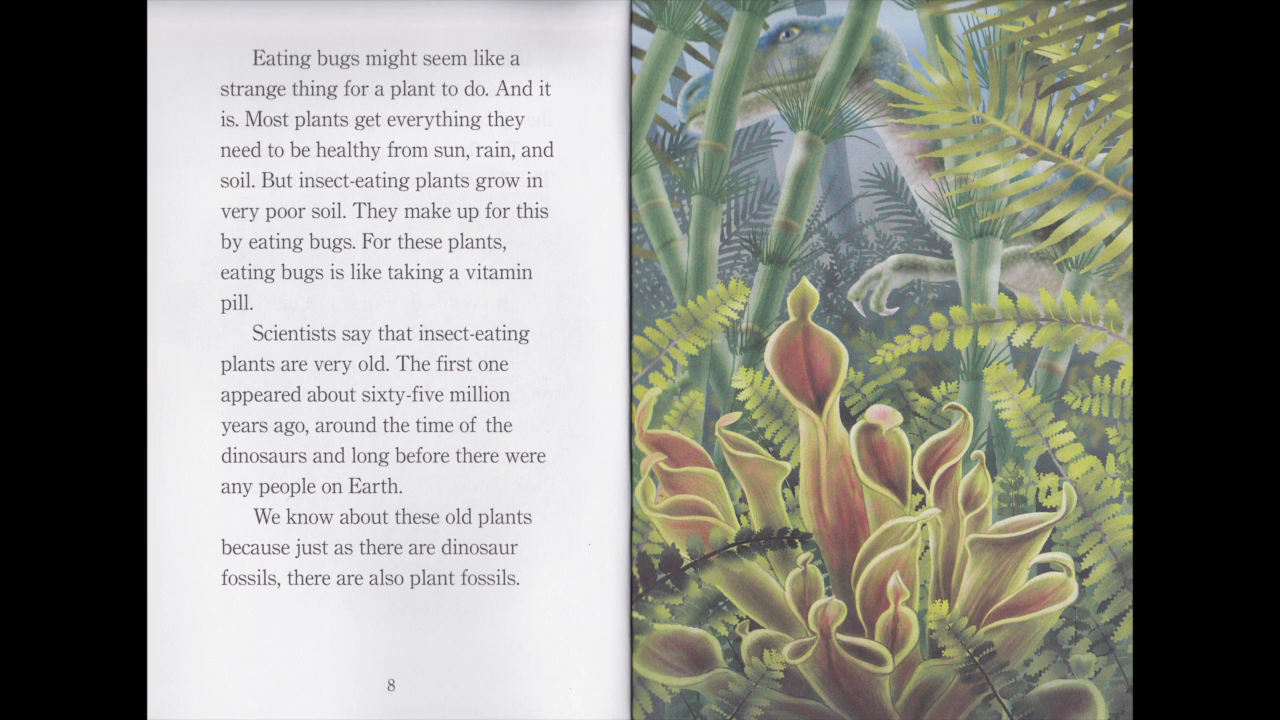 Eating bugs might seem like a
strange thing for a plant to do. And it
is. Most plants get everything they
need to be healthy from sun, rain, and
soil. But insect-eating plants grow in
very poor soil. They make up for this
by eating bugs. For these plants,
eating bugs is like taking a vitamin
pill.
Scientists say that insect-eating
plants are very old. The first one
appeared about sixty-five million
years ago, around the time of the
dinosaurs and long before there were
any people on Earth.
We know about these old plants
because just as there are dinosaur
fossils, there are also plant fossils.
8